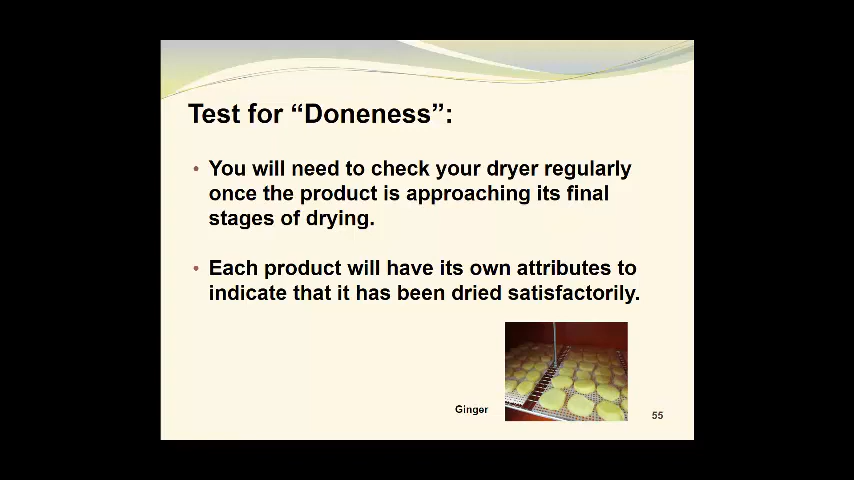 Test for “Doneness”:
• You will need to check your dryer regularly
once the product is approaching its final
stages of drying.
• Each product will have its own attributes to
indicate that it has been dried satisfactorily.
Ginger
55